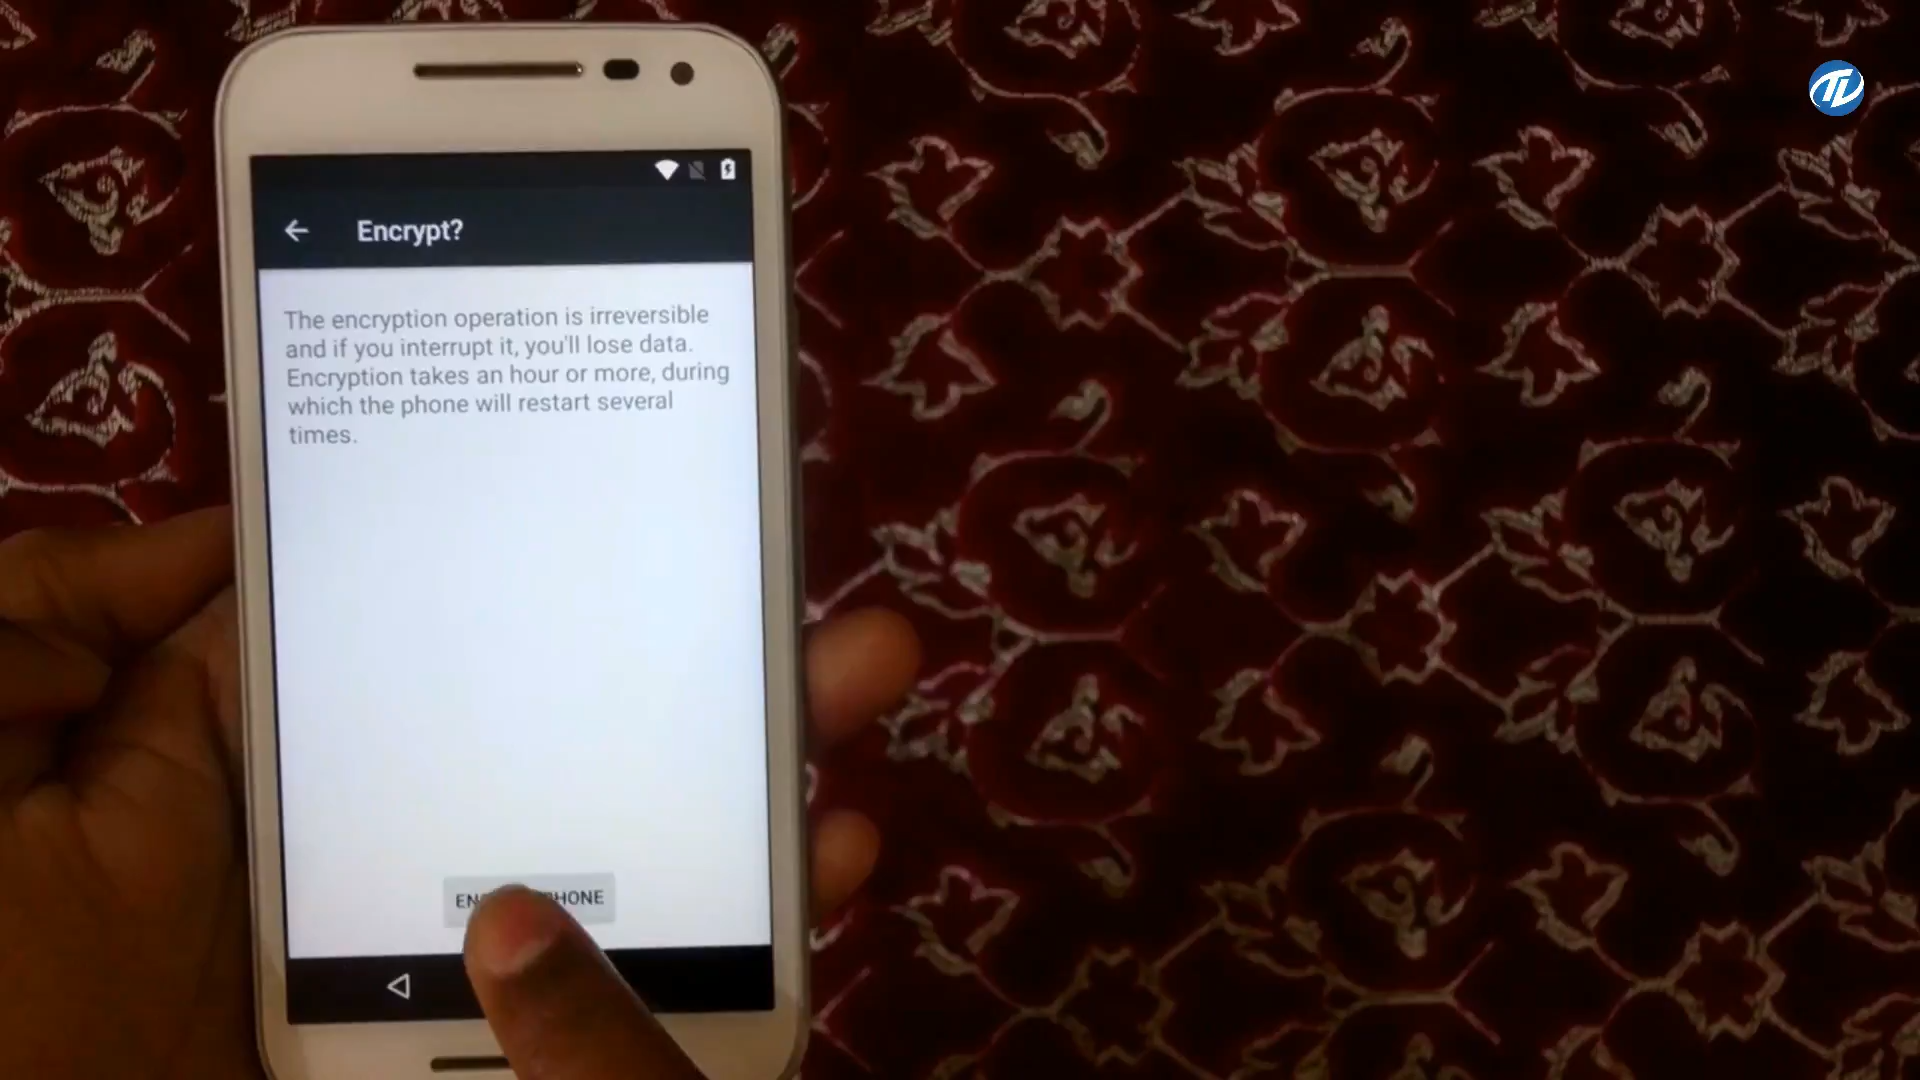 Encrypt?
The encryption operation is irreversible
and if you interrupt it, you'll lose data.
Encryption takes an hour or more, during
which the phone will restart several
times.
PHONE